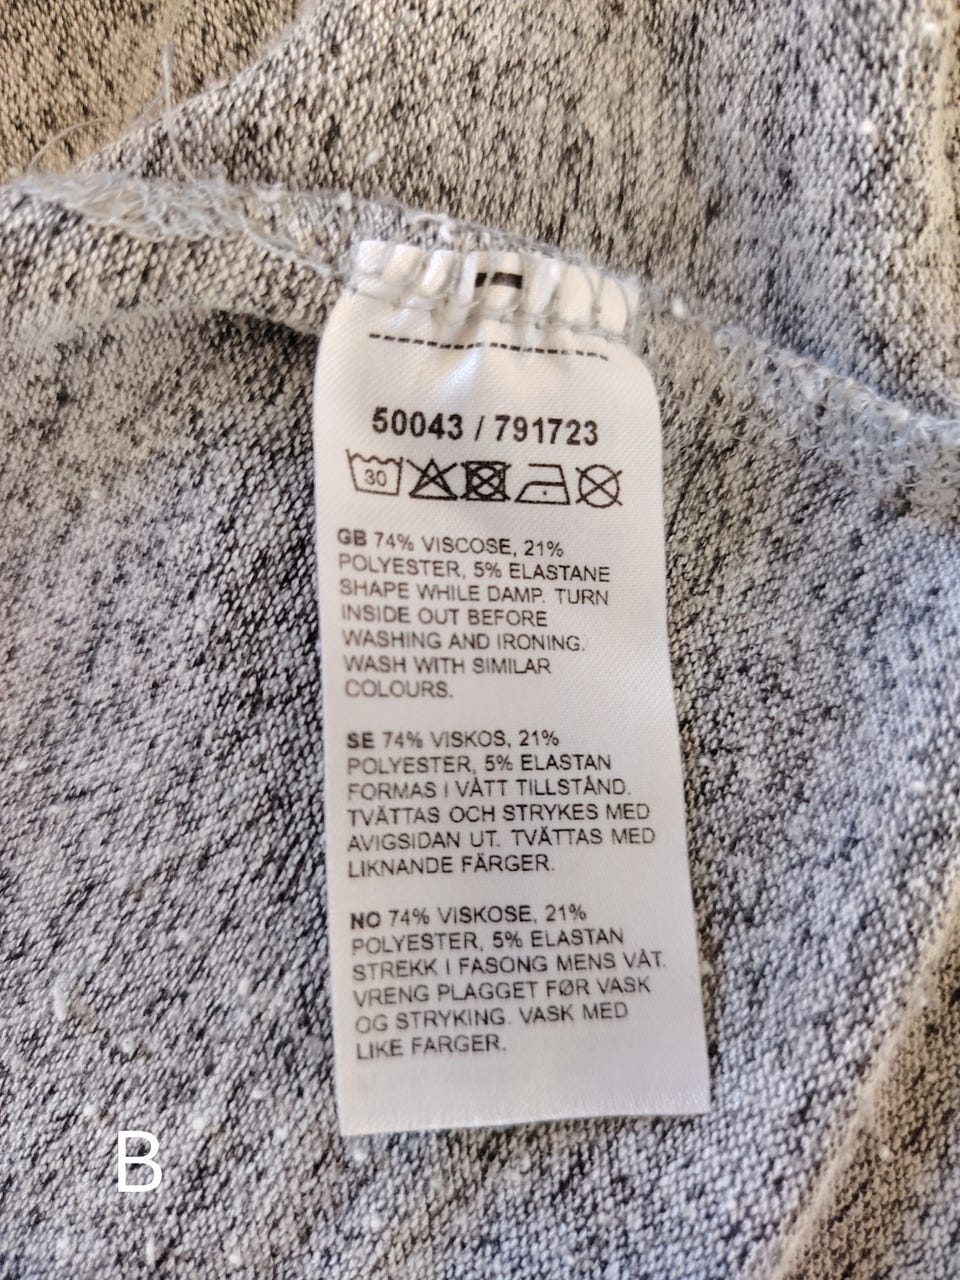 50043 / 791723
30
GB 74% VISCOSE, 21%
POLYESTER, 5% ELASTANE
SHAPE WHILE DAMP. TURN
INSIDE OUT BEFORE
WASHING AND IRONING.
WASH WITH SIMILAR
COLOURS.
SE 74% VISKOS, 21%
POLYESTER, 5% ELASTAN
FORMAS I VÅTT TILLSTÅND.
TVÄTTAS OCH STRYKES MED
AVIGSIDAN UT. TVÄTTAS MED
LIKNANDE FÄRGER.
NO 74% VISKOSE, 21%
POLYESTER, 5% ELASTAN
STREKK I FASONG MENS VÅT.
VRENG PLAGGET FØR VASK
OG STRYKING. VASK MED
LIKE FARGER.
B